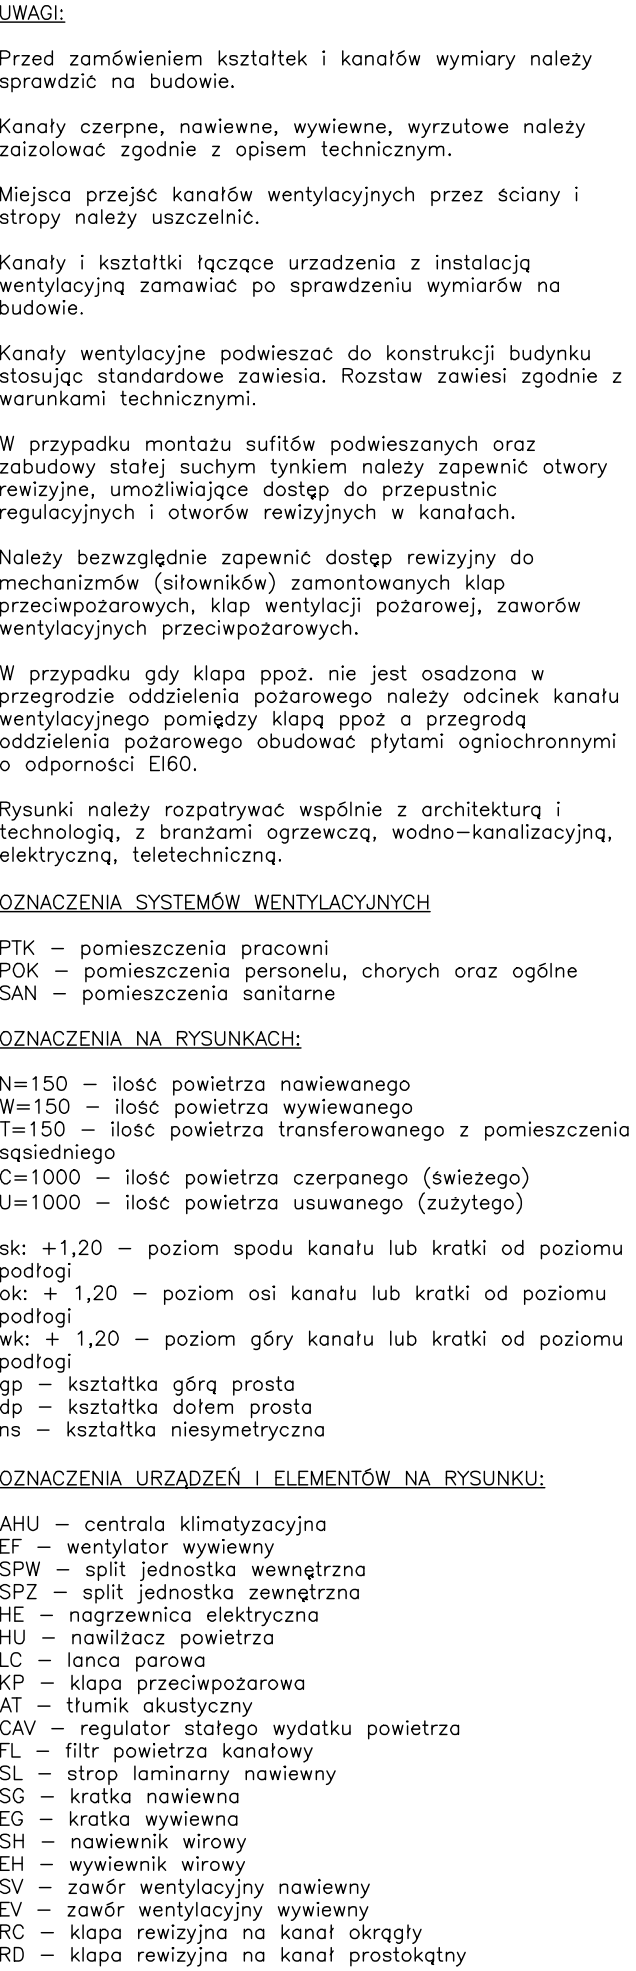 UWAGI:
Przed zamówieniem kształtek i kanałów wymiary należy
sprawdzić na budowie.
Kanały czerpne, nawiewne, wywiewne, wyrzutowe należy
zaizolować zgodnie z opisem technicznym.
Miejsca przejść kanałów wentylacyjnych przez ściany i
stropy należy uszczelnić.
Kanały i kształtki łączące urzadzenia z instalacją
wentylacyjną zamawiać po sprawdzeniu wymiarów na
budowie.
Kanały wentylacyjne podwieszać do konstrukcji budynku
stosując standardowe zawiesia. Rozstaw zawiesi zgodnie z
warunkami technicznymi.
W przypadku montażu sufitów podwieszanych oraz
zabudowy stałej suchym tynkiem należy zapewnić otwory
rewizyjne, umożliwiające dostęp do przepustnic
regulacyjnych i otworów rewizyjnych w kanałach.
Należy bezwzględnie zapewnić dostęp rewizyjny do
mechanizmów (siłowników) zamontowanych klap
przeciwpożarowych, klap wentylacji pożarowej, zaworów
wentylacyjnych przeciwpożarowych.
W przypadku gdy klapa ppoż. nie jest osadzona w
przegrodzie oddzielenia pożarowego należy odcinek kanału
wentylacyjnego pomiędzy klapą ppoż a przegrodą
oddzielenia pożarowego obudować płytami ogniochronnymi
o odporności EI60.
Rysunki należy rozpatrywać wspólnie z architekturą i
technologią, z branżami ogrzewczą, wodno-kanalizacyjną,
elektryczną, teletechniczną.
OZNACZENIA SYSTEMÓW WENTYLACYJNYCH
PTK - pomieszczenia pracowni
POK - pomieszczenia personelu, chorych oraz ogólne
SAN - pomieszczenia sanitarne
OZNACZENIA NA RYSUNKACH:
N=150 - ilość powietrza nawiewanego
W=150 - ilość powietrza wywiewanego
T=150 - ilość powietrza transferowanego z pomieszczenia
sąsiedniego
C=1000 - ilość powietrza czerpanego (świeżego)
U=1000 - ilość powietrza usuwanego (zużytego)
sk: +1,20 - poziom spodu kanału lub kratki od poziomu
podłogi
ok: + 1,20 - poziom osi kanału lub kratki od poziomu
podłogi
wk: + 1,20 - poziom góry kanału lub kratki od poziomu
podłogi
gp - kształtka górą prosta
dp - kształtka dołem prosta
ns - kształtka niesymetryczna
OZNACZENIA URZĄDZEŃ I ELEMENTÓW NA RYSUNKU:
AHU - centrala klimatyzacyjna
EF - wentylator wywiewny
SPW - split jednostka wewnętrzna
SPZ - split jednostka zewnętrzna
HE - nagrzewnica elektryczna
HU - nawilżacz powietrza
LC - lanca parowa
KP - klapa przeciwpożarowa
AT - tłumik akustyczny
CAV - regulator stałego wydatku powietrza
FL - filtr powietrza kanałowy
SL - strop laminarny nawiewny
SG - kratka nawiewna
EG - kratka wywiewna
SH - nawiewnik wirowy
EH - wywiewnik wirowy
SV - zawór wentylacyjny nawiewny
EV - zawór wentylacyjny wywiewny
RC - klapa rewizyjna na kanał okrągły
RD - klapa rewizyjna na kanał prostokątny